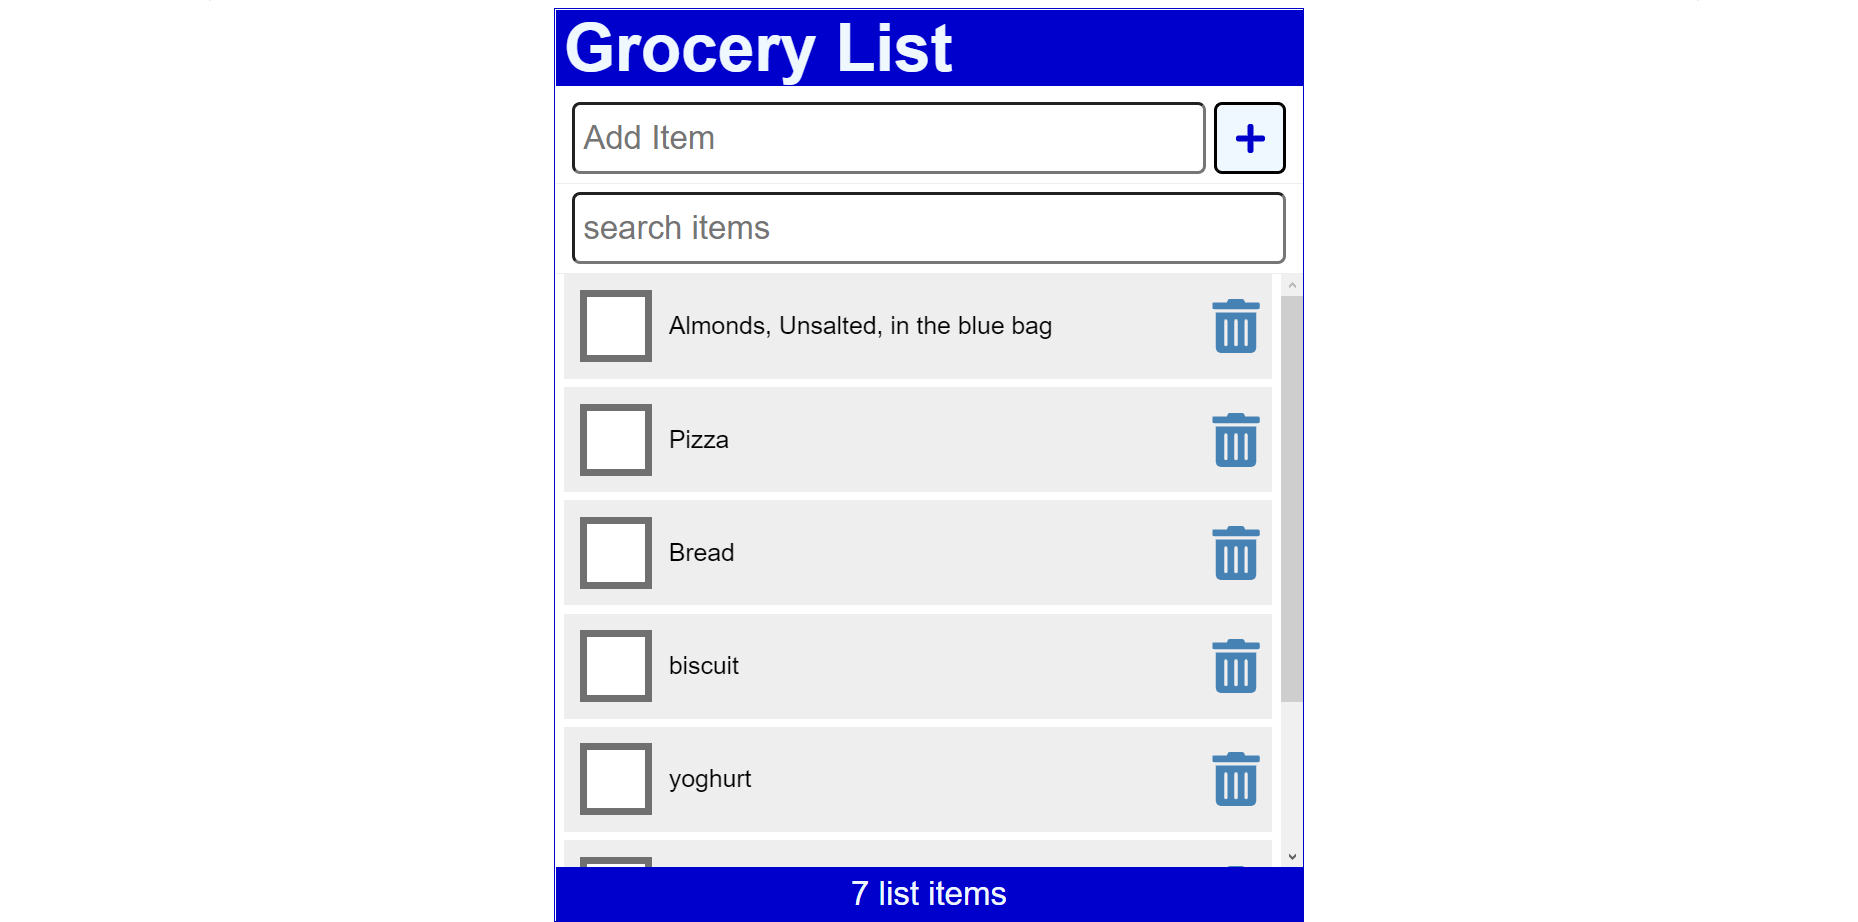 Grocery List
Add Item
search items
Almonds, Unsalted, in the blue bag
Pizza
Bread
biscuit
yoghurt
7 list items